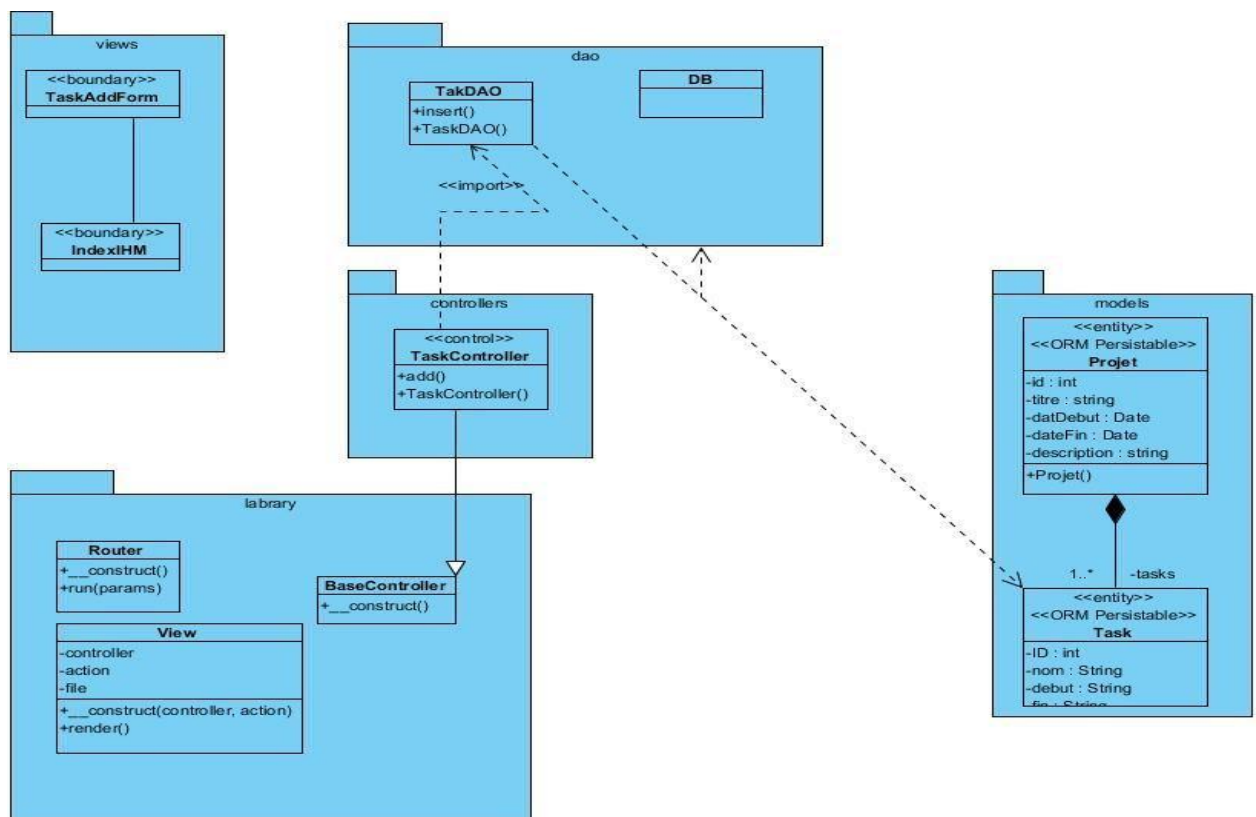 views
<<boundary>>
TaskAddForm
<<boundary>>
IndexIHM
dao
TakDAO
+insert()
+TaskDAO()
DB
<<import>>
controllers
<<control>>
TaskController
+add()
+TaskController()
models
<<entity>>
<<ORM Persistable>>
Projet
-id : int
-titre : string
-datDebut : Date
-dateFin : Date
-description : string
+Projet()
1..* -tasks
<<entity>>
<<ORM Persistable>>
Task
-ID : int
-nom : String
-debut : String
-fin : String
labrary
Router
+__construct()
+run(params)
BaseController
+__construct()
View
-controller
-action
-file
+__construct(controller, action)
+render()